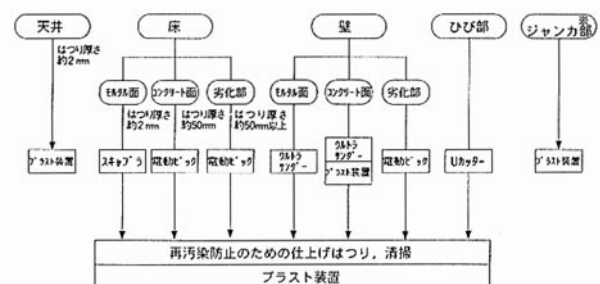 天井
床
壁
ひび部
※
ジャンカ部
はつり厚さ
約2mm
モルタル面
コンクリート面
劣化部
モルタル面
コンクリート面
劣化部
はつり厚さ
約2mm
はつり厚さ
約50mm
はつり厚さ
約50mm以上
ブラスト装置
スキャブラ
電動ピック
電動ピック
ウルトラ
サンダー
ウルトラ
サンダー
ブラスト装置
電動ピック
Uカッター
ブラスト装置
再汚染防止のための仕上げはつり,清掃
ブラスト装置